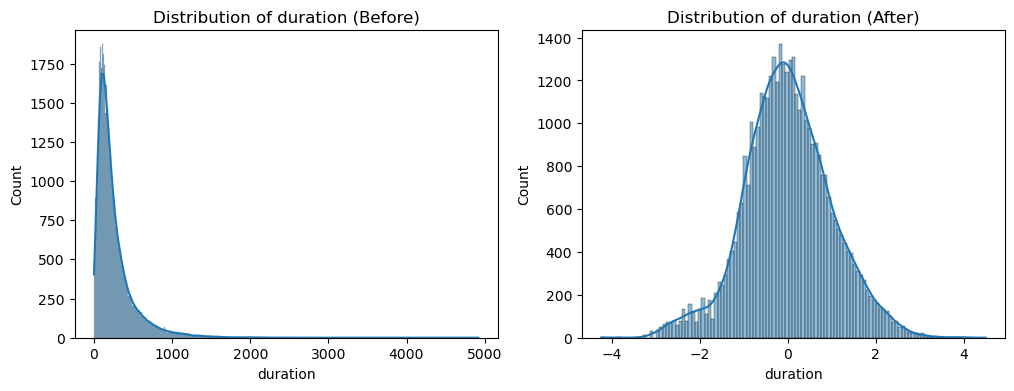 Distribution of duration (Before)
Count
1750
1500
1250
1000
750
500
250
0
0 1000 2000 3000 4000 5000
duration
Distribution of duration (After)
Count
1400
1200
1000
800
600
400
200
0
−4 −2 0 2 4
duration